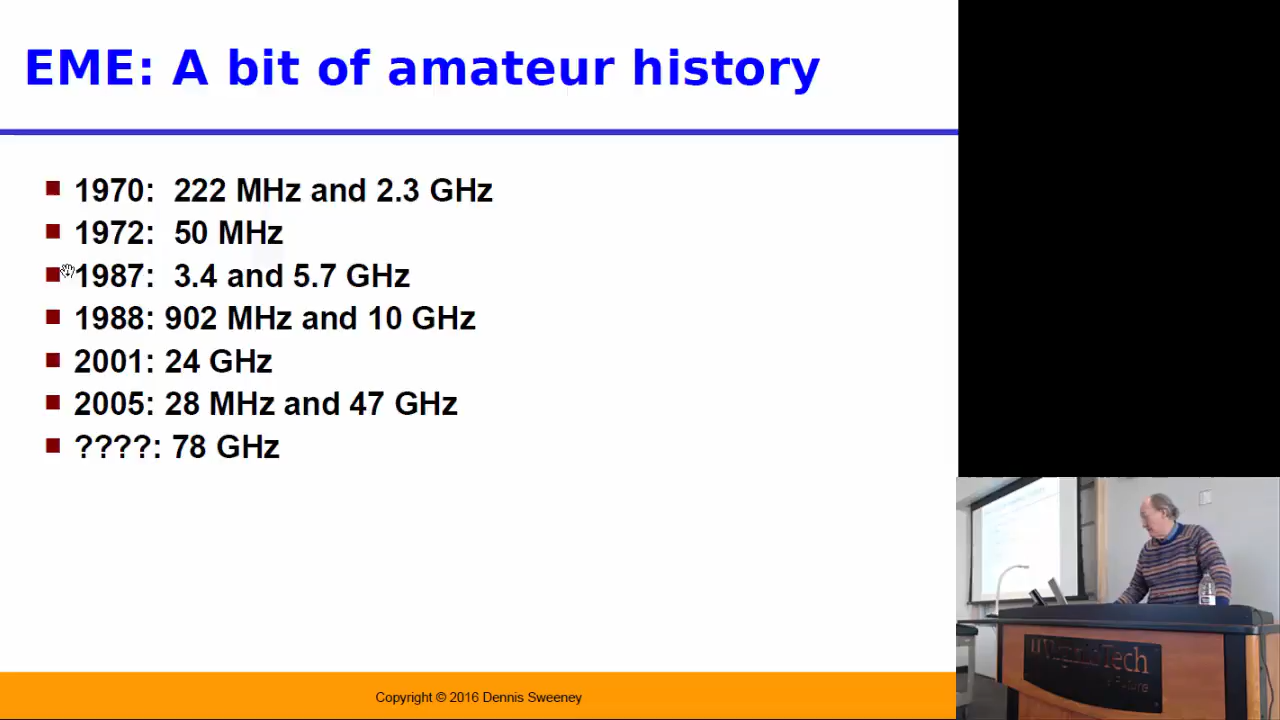 EME: A bit of amateur history
1970: 222 MHz and 2.3 GHz
1972: 50 MHz
1987: 3.4 and 5.7 GHz
1988: 902 MHz and 10 GHz
2001: 24 GHz
2005: 28 MHz and 47 GHz
????: 78 GHz
Copyright © 2016 Dennis Sweeney
VirginiaTech